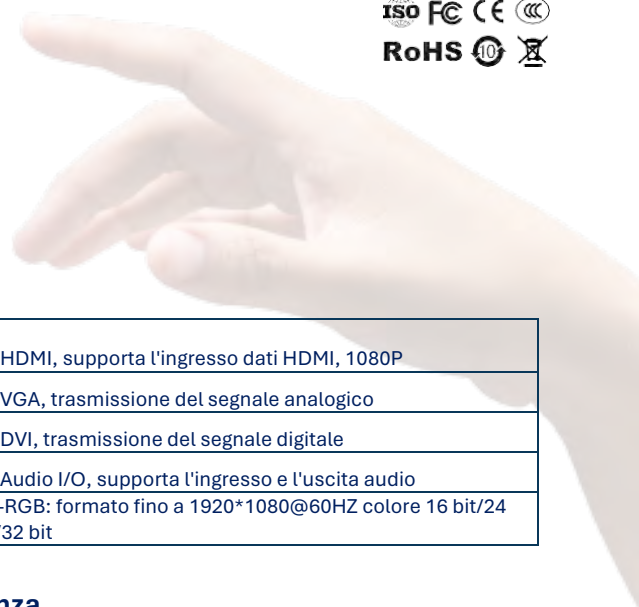 ISO FC CE CCC
RoHS 10
HDMI, supporta l'ingresso dati HDMI, 1080P
VGA, trasmissione del segnale analogico
DVI, trasmissione del segnale digitale
Audio I/O, supporta l'ingresso e l'uscita audio
-RGB: formato fino a 1920*1080@60HZ colore 16 bit/24
/32 bit
nza